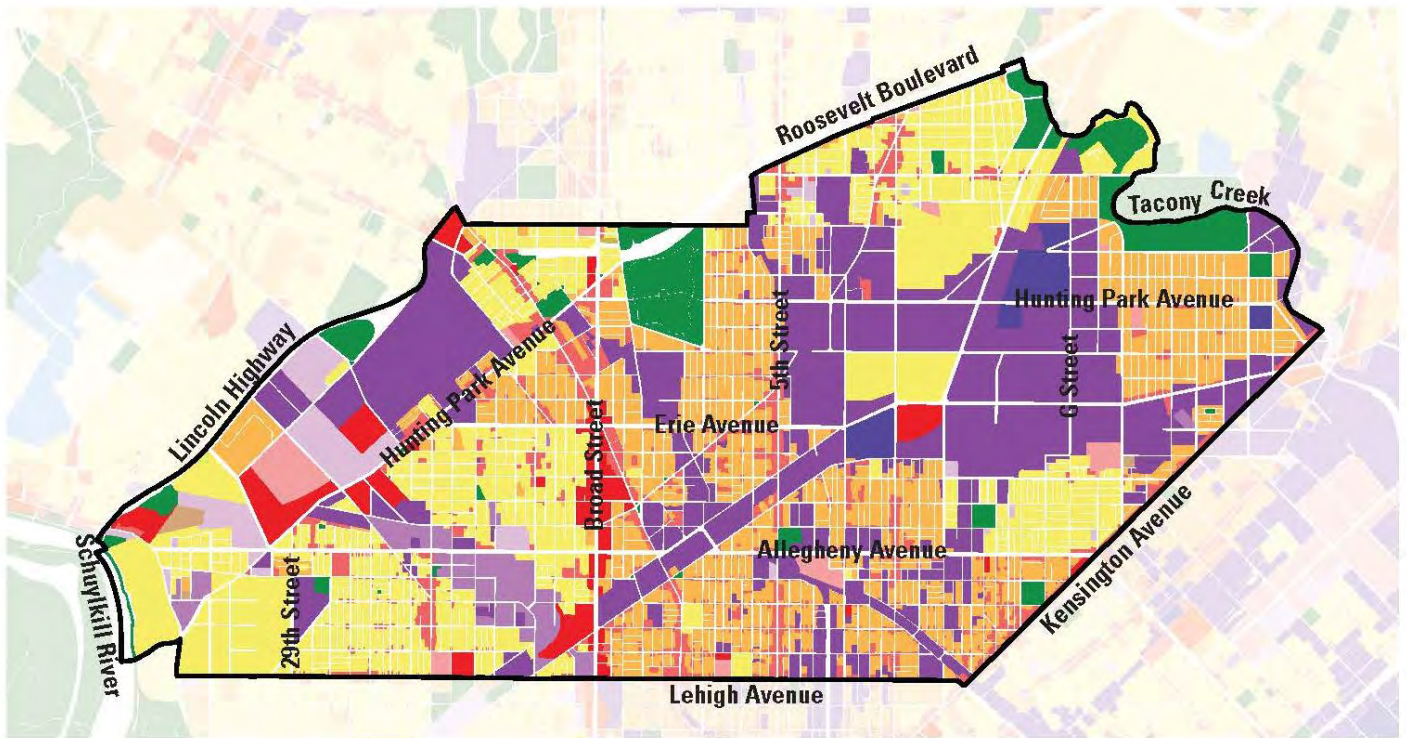 Roosevelt Boulevard
Tacony Creek
Hunting Park Avenue
Lincoln Highway
Hunting Park Avenue
5th Street
G Street
Erie Avenue
Broad Street
Allegheny Avenue
Kensington Avenue
Schuylkill River
29th Street
Lehigh Avenue